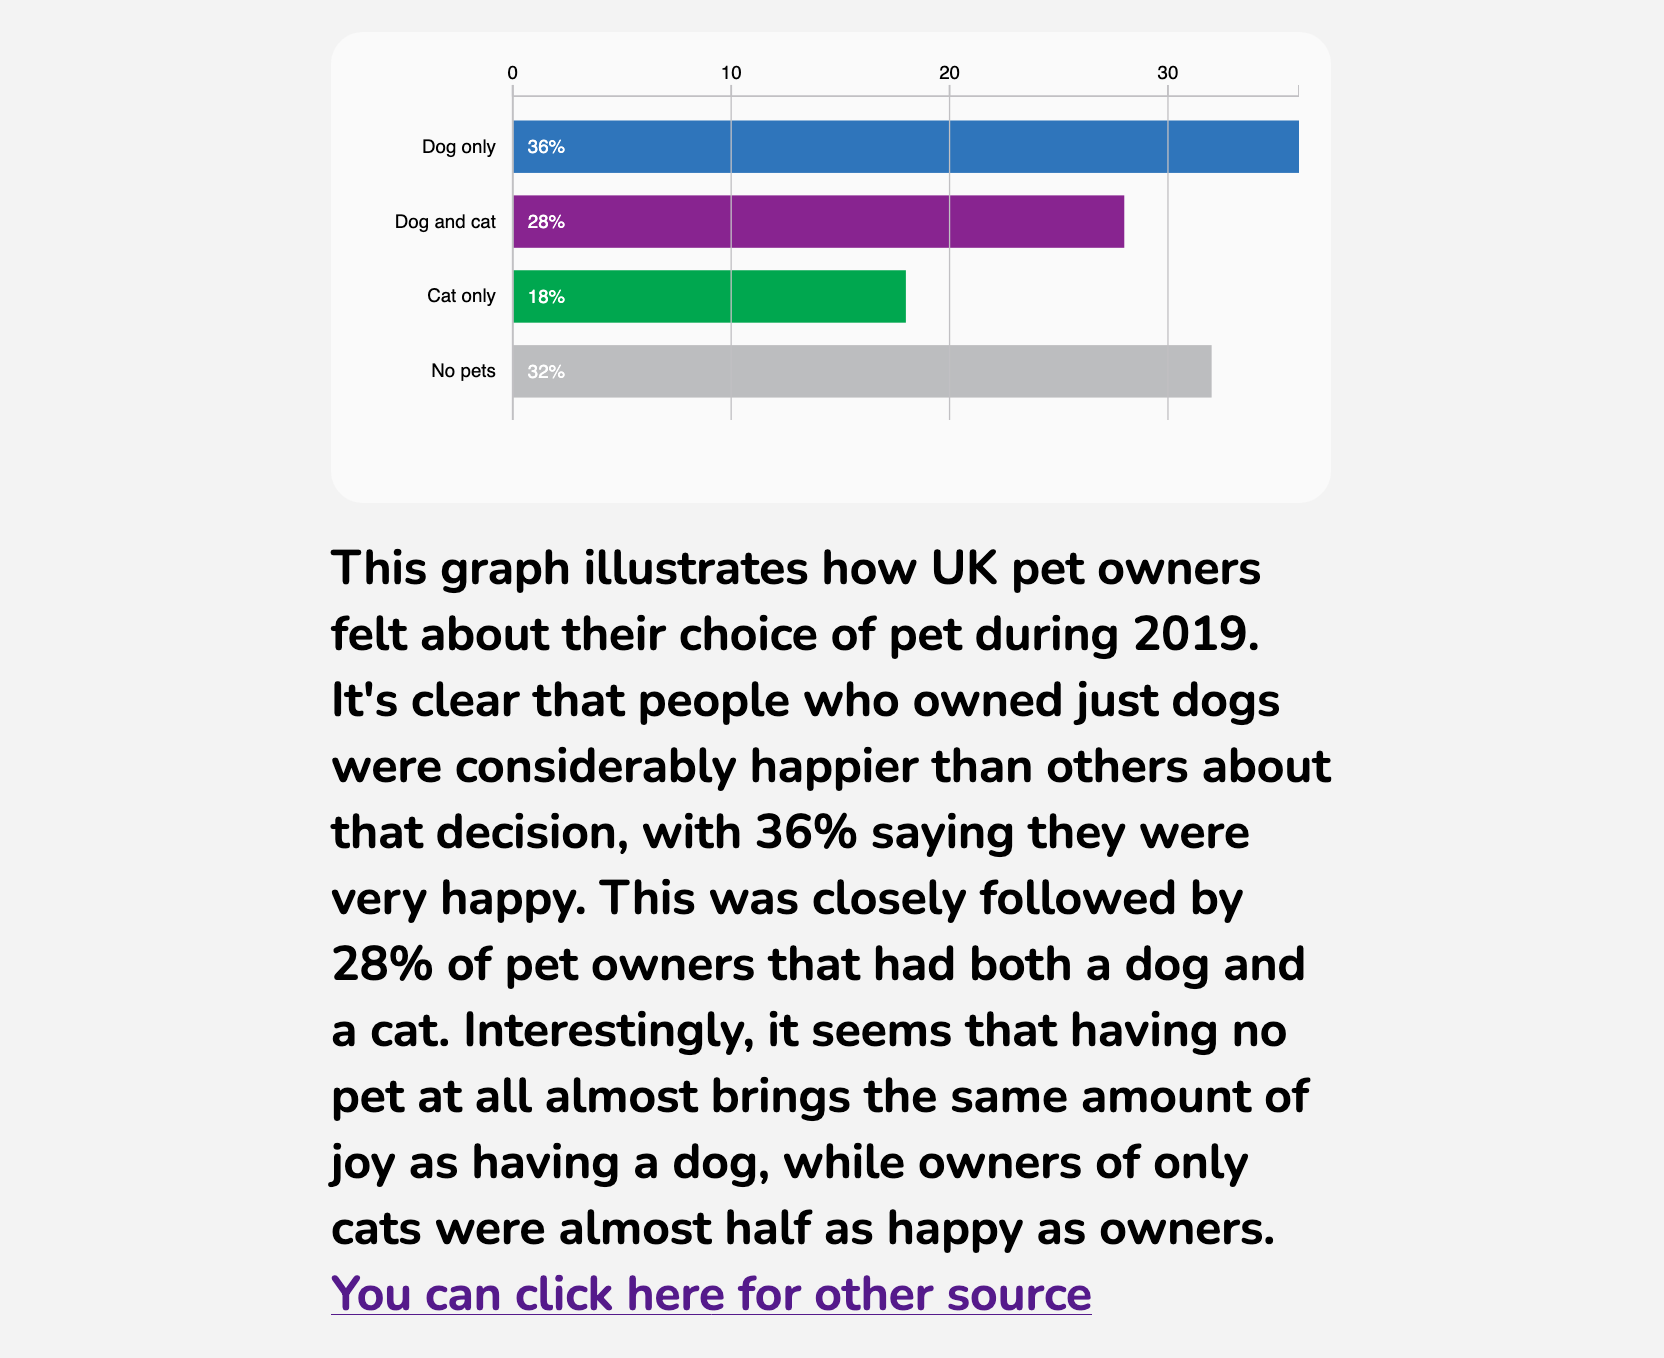 0 10 20 30
Dog only 36%
Dog and cat 28%
Cat only 18%
No pets 32%
This graph illustrates how UK pet owners
felt about their choice of pet during 2019.
It's clear that people who owned just dogs
were considerably happier than others about
that decision, with 36% saying they were
very happy. This was closely followed by
28% of pet owners that had both a dog and
a cat. Interestingly, it seems that having no
pet at all almost brings the same amount of
joy as having a dog, while owners of only
cats were almost half as happy as owners.
You can click here for other source